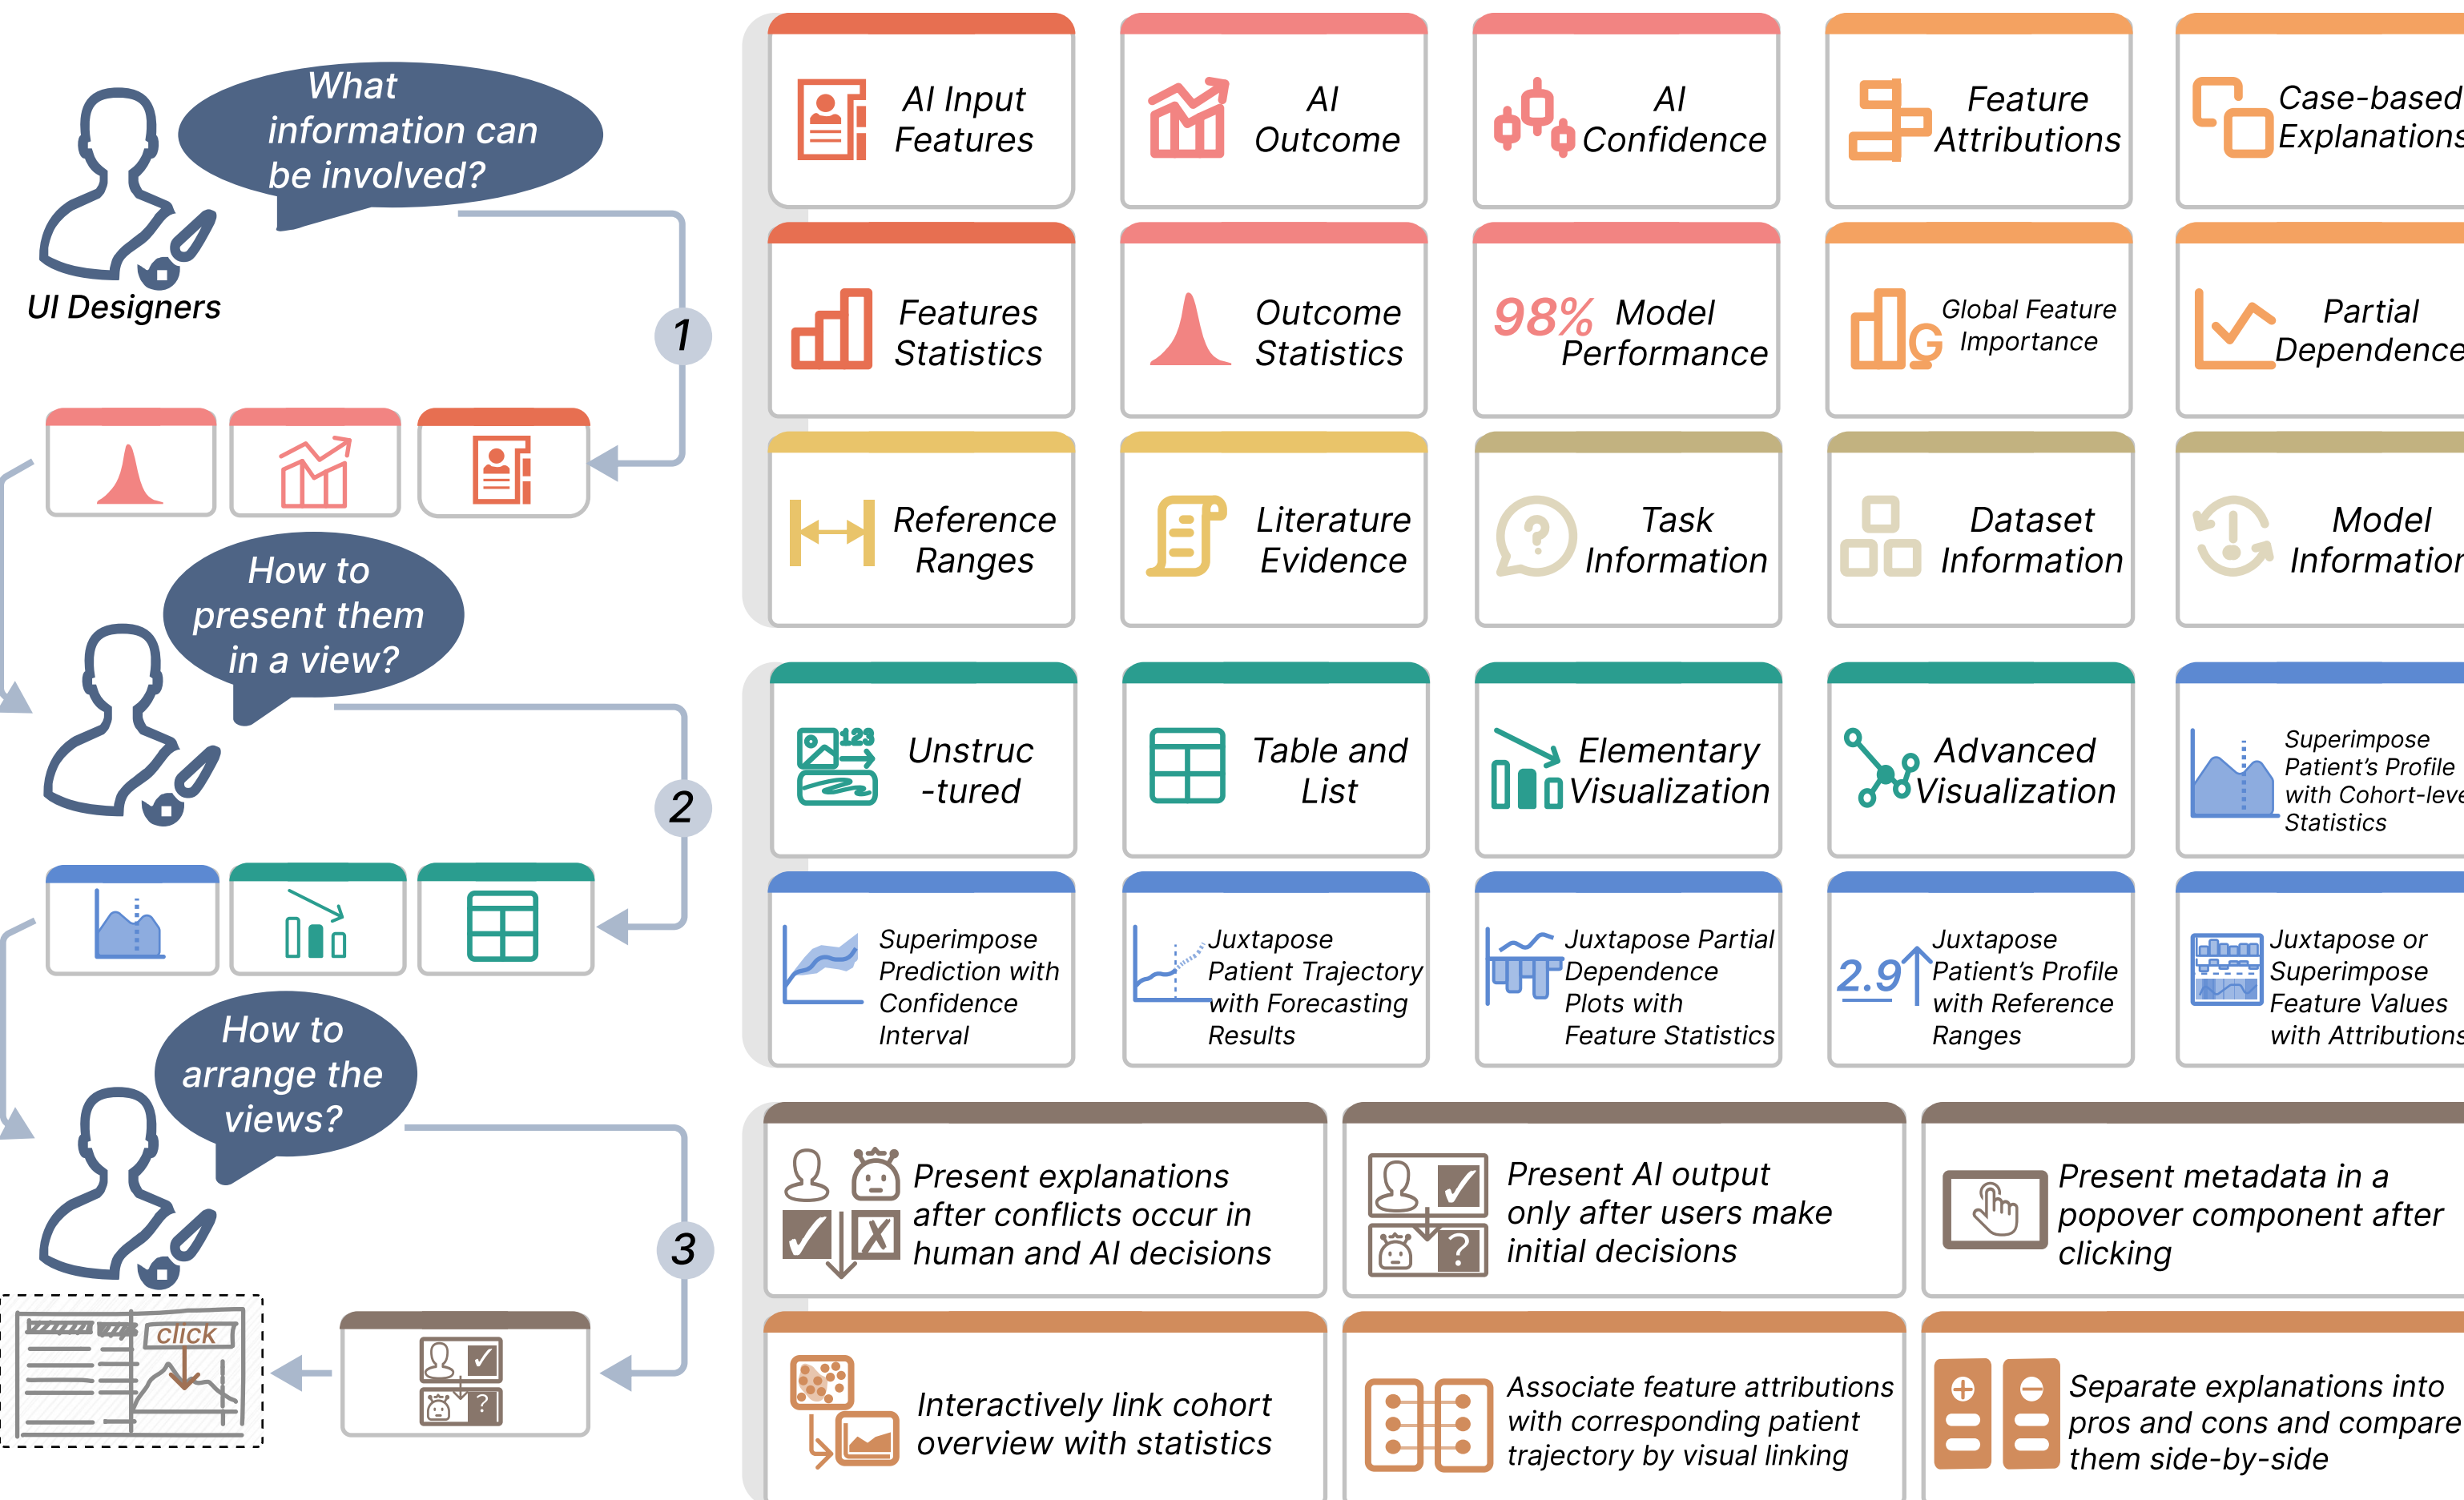 What
information can
be involved?
UI Designers
1
How to
present them
in a view?
2
How to
arrange the
views?
3
click
AI Input
Features
AI
Outcome
AI
Confidence
Feature
Attributions
Case-based
Explanations
Features
Statistics
Outcome
Statistics
98%
Model
Performance
G
Global Feature
Importance
Partial
Dependence
Reference
Ranges
Literature
Evidence
?
Task
Information
Dataset
Information
Model
Information
123
Unstruc
-tured
Table and
List
Elementary
Visualization
Advanced
Visualization
Superimpose
Patient's Profile
with Cohort-leve
Statistics
Superimpose
Prediction with
Confidence
Interval
Juxtapose
Patient Trajectory
with Forecasting
Results
Juxtapose Partial
Dependence
Plots with
Feature Statistics
2.9
Juxtapose
Patient's Profile
with Reference
Ranges
Juxtapose or
Superimpose
Feature Values
with Attributions
Present explanations
after conflicts occur in
human and AI decisions
?
Present AI output
only after users make
initial decisions
Present metadata in a
popover component after
clicking
?
Interactively link cohort
overview with statistics
Associate feature attributions
with corresponding patient
trajectory by visual linking
Separate explanations into
pros and cons and compare
them side-by-side